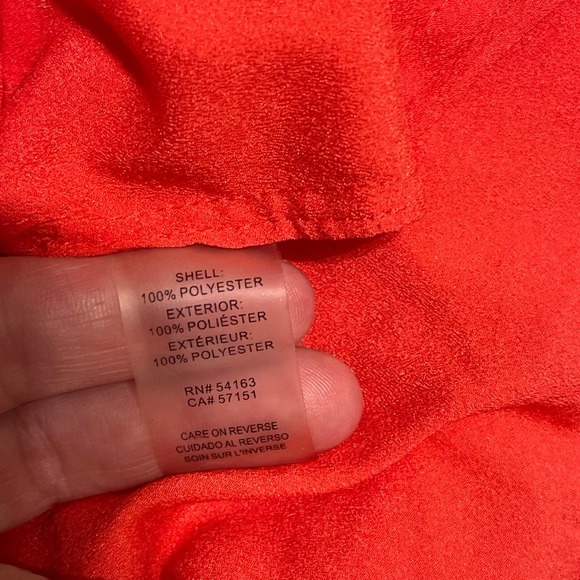 SHELL:
100% POLYESTER
EXTERIOR:
100% POLIÉSTER
EXTÉRIEUR:
100% POLYESTER
RN# 54163
CA# 57151
CARE ON REVERSE
CUIDADO AL REVERSO
SOIN SUR L'INVERSE